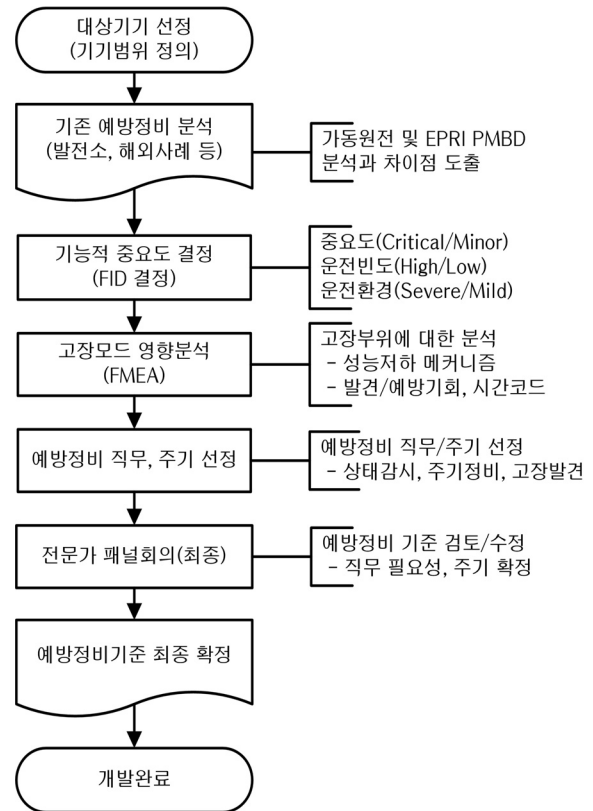 대상기기 선정
(기기범위 정의)
기존 예방정비 분석
(발전소, 해외사례 등)
가동원전 및 EPRI PMBD
분석과 차이점 도출
기능적 중요도 결정
(FID 결정)
중요도(Critical/Minor)
운전빈도(High/Low)
운전환경(Severe/Mild)
고장모드 영향분석
(FMEA)
고장부위에 대한 분석
- 성능저하 메커니즘
- 발견/예방기회, 시간코드
예방정비 직무, 주기 선정
예방정비 직무/주기 선정
- 상태감시, 주기정비, 고장발견
전문가 패널회의(최종)
예방정비 기준 검토/수정
- 직무 필요성, 주기 확정
예방정비기준 최종 확정
개발완료